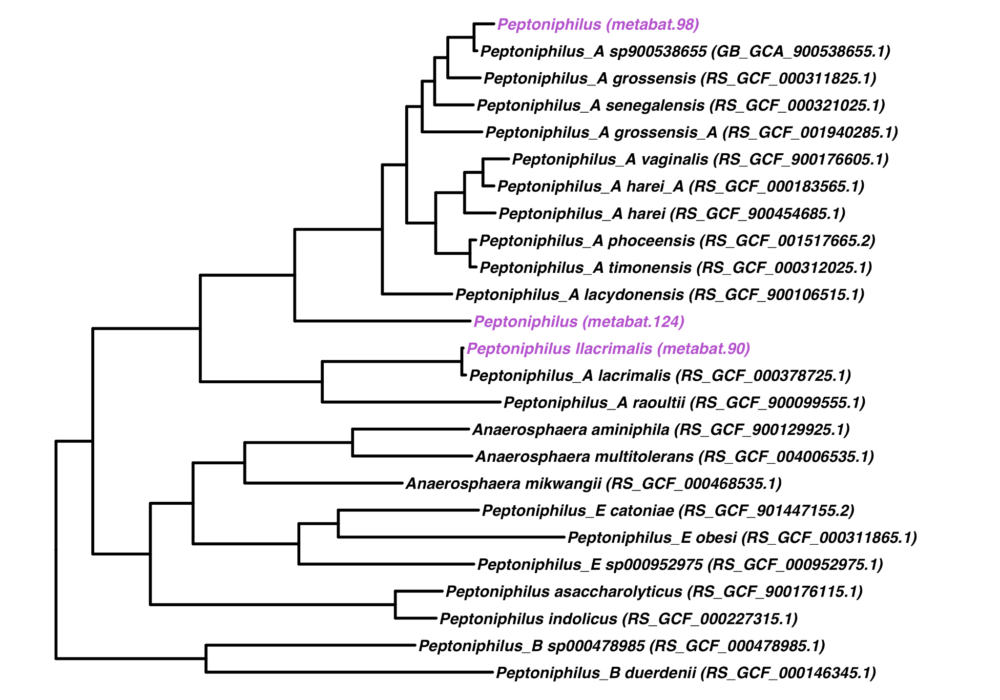 Peptoniphilus (metabat.98)
Peptoniphilus_A sp900538655 (GB_GCA_900538655.1)
Peptoniphilus_A grossensis (RS_GCF_000311825.1)
Peptoniphilus_A senegalensis (RS_GCF_000321025.1)
Peptoniphilus_A grossensis_A (RS_GCF_001940285.1)
Peptoniphilus_A vaginalis (RS_GCF_900176605.1)
Peptoniphilus_A harei_A (RS_GCF_000183565.1)
Peptoniphilus_A harei (RS_GCF_900454685.1)
Peptoniphilus_A phoceensis (RS_GCF_001517665.2)
Peptoniphilus_A timonensis (RS_GCF_000312025.1)
Peptoniphilus_A lacydonensis (RS_GCF_900106515.1)
Peptoniphilus (metabat.124)
Peptoniphilus llacrimalis (metabat.90)
Peptoniphilus_A lacrimalis (RS_GCF_000378725.1)
Peptoniphilus_A raoultii (RS_GCF_900099555.1)
Anaerosphaera aminiphila (RS_GCF_900129925.1)
Anaerosphaera multitolerans (RS_GCF_004006535.1)
Anaerosphaera mikwangii (RS_GCF_000468535.1)
Peptoniphilus_E catoniae (RS_GCF_901447155.2)
Peptoniphilus_E obesi (RS_GCF_000311865.1)
Peptoniphilus_E sp000952975 (RS_GCF_000952975.1)
Peptoniphilus asaccharolyticus (RS_GCF_900176115.1)
Peptoniphilus indolicus (RS_GCF_000227315.1)
Peptoniphilus_B sp000478985 (RS_GCF_000478985.1)
Peptoniphilus_B duerdenii (RS_GCF_000146345.1)